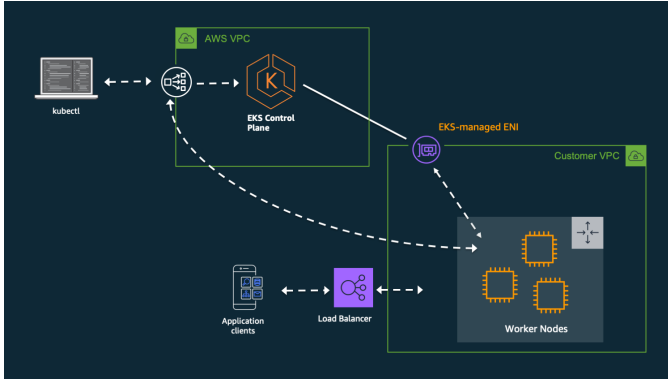 AWS VPC
kubectl
K
EKS Control
Plane
EKS-managed ENI
Customer VPC
Application
clients
Load Balancer
Worker Nodes